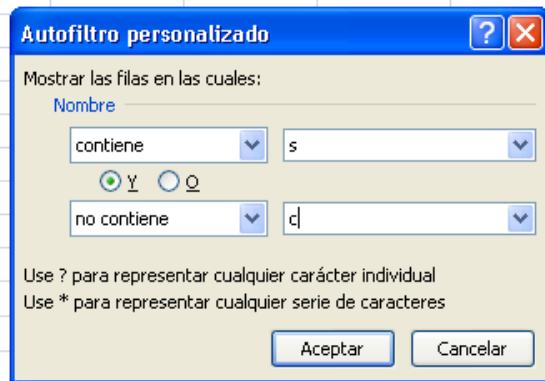 Autofiltro personalizado
Mostrar las filas en las cuales:
Nombre
contiene s
Y O
no contiene c
Use ? para representar cualquier carácter individual
Use * para representar cualquier serie de caracteres
Aceptar Cancelar